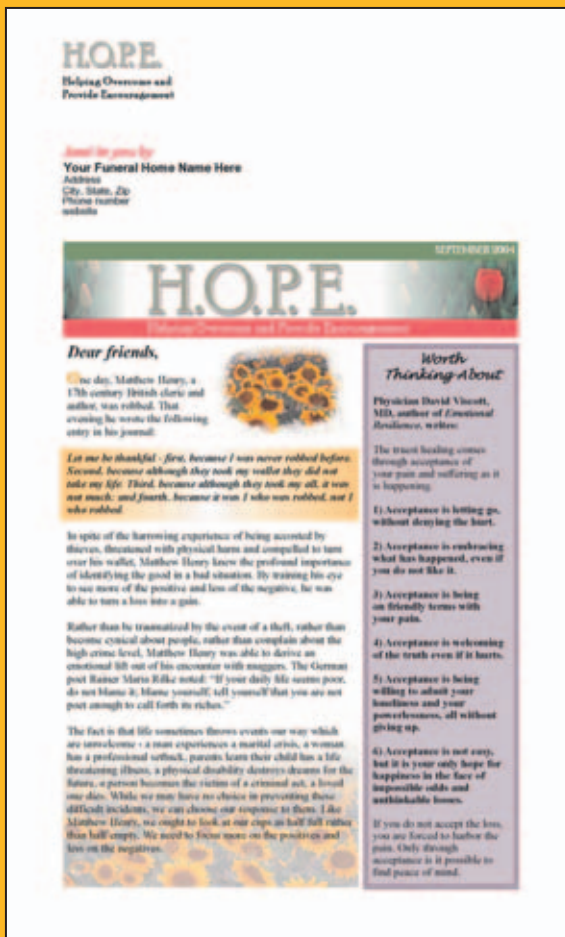 H.O.P.E.
Helping Overcome and
Provide Encouragement
Sent to you by
Your Funeral Home Name Here
Address
City, State, Zip
Phone number
website
SEPTEMBER 2004
H.O.P.E.
Helping Overcome and Provide Encouragement
Dear friends,
One day, Matthew Henry, a
17th century British cleric and
author, was robbed. That
evening he wrote the following
entry in his journal:
Let me be thankful - first, because I was never robbed before.
Second, because although they took my wallet they did not
take my life. Third, because although they took my all, it was
not much; and fourth, because it was I who was robbed, not I
who robbed.
In spite of the harrowing experience of being accosted by
thieves, threatened with physical harm and compelled to turn
over his wallet, Matthew Henry knew the profound importance
of identifying the good in a bad situation. By training his eye
to see more of the positive and less of the negative, he was
able to turn a loss into a gain.
Rather than be traumatized by the event of a theft, rather than
become cynical about people, rather than complain about the
high crime level, Matthew Henry was able to derive an
emotional lift out of his encounter with muggers. The German
poet Rainer Maria Rilke noted: "If your daily life seems poor,
do not blame it; blame yourself, tell yourself that you are not
poet enough to call forth its riches."
The fact is that life sometimes throws events our way which
are unwelcome - a man experiences a marital crisis, a woman
has a professional setback, parents learn their child has a life
threatening illness, a physical disability destroys dreams for the
future, a person becomes the victim of a criminal act, a loved
one dies. While we may have no choice in preventing these
difficult incidents, we can choose our response to them. Like
Matthew Henry, we ought to look at our cups as half full rather
than half empty. We need to focus more on the positives and
less on the negatives.
Worth
Thinking About
Physician David Viscott,
MD, author of Emotional
Resilience, writes:
The truest healing comes
through acceptance of
your pain and suffering as it
is happening.
1) Acceptance is letting go,
without denying the hurt.
2) Acceptance is embracing
what has happened, even if
you do not like it.
3) Acceptance is being
on friendly terms with
your pain.
4) Acceptance is welcoming
of the truth even if it hurts.
5) Acceptance is being
willing to admit your
loneliness and your
powerlessness, all without
giving up.
6) Acceptance is not easy,
but it is your only hope for
happiness in the face of
impossible odds and
unthinkable losses.
If you do not accept the loss,
you are forced to harbor the
pain. Only through
acceptance is it possible to
find peace of mind.